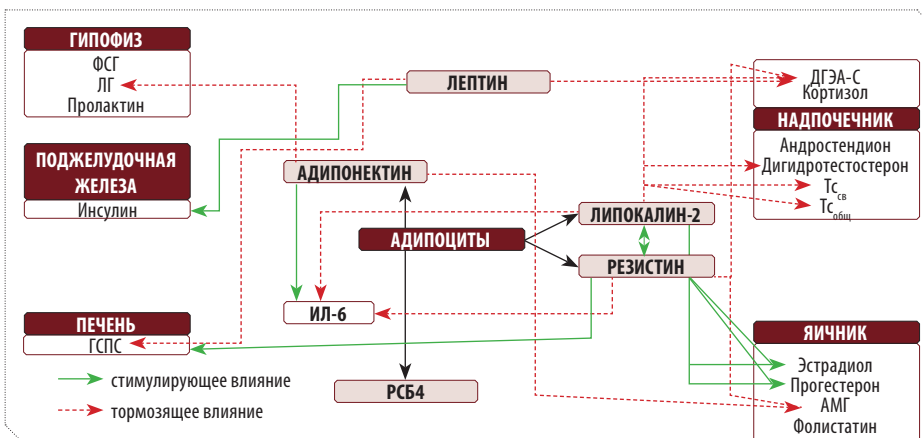 ГИПОФИЗ
ФСГ
ЛГ
Пролактин
ПОДЖЕЛУДОЧНАЯ
ЖЕЛЕЗА
Инсулин
ПЕЧЕНЬ
ГСПС
стимулирующее влияние
тормозящее влияние
ЛЕПТИН
АДИПОНЕКТИН
АДИПОЦИТЫ
ЛИПОКАЛИН-2
РЕЗИСТИН
ИЛ-6
РСБ4
ДГЭА-С
Кортизол
НАДПОЧЕЧНИК
Андростендион
Дигидротестостерон
Тс св
Тс общ
ЯИЧНИК
Эстрадиол
Прогестерон
АМГ
Фолистатин